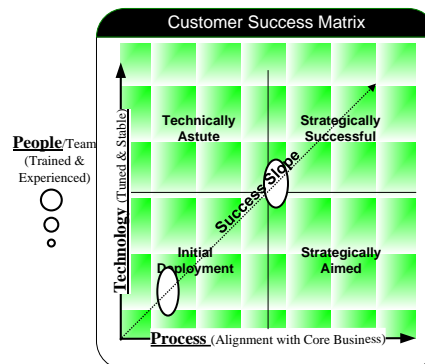 Customer Success Matrix
Technically
Astute
Strategically
Successful
People/Team
(Trained &
Experienced)
Technology (Tuned & Stable)
Success Slope
Initial
Deployment
Strategically
Aimed
Process (Alignment with Core Business)